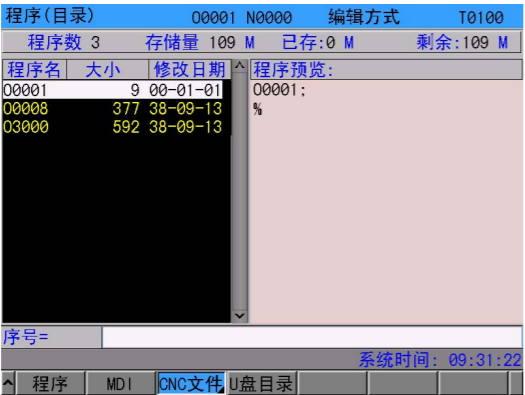 程序(目录) O0001 N0000 编辑方式 T0100
程序数 3 存储量 109 M 已存:0 M 剩余:109 M
程序名 大小 修改日期 程序预览:
O0001 9 00-01-01 O0001;
O0008 377 38-09-13 %
O3000 592 38-09-13
序号=
系统时间: 09:31:22
程序 MDI CNC文件 U盘目录